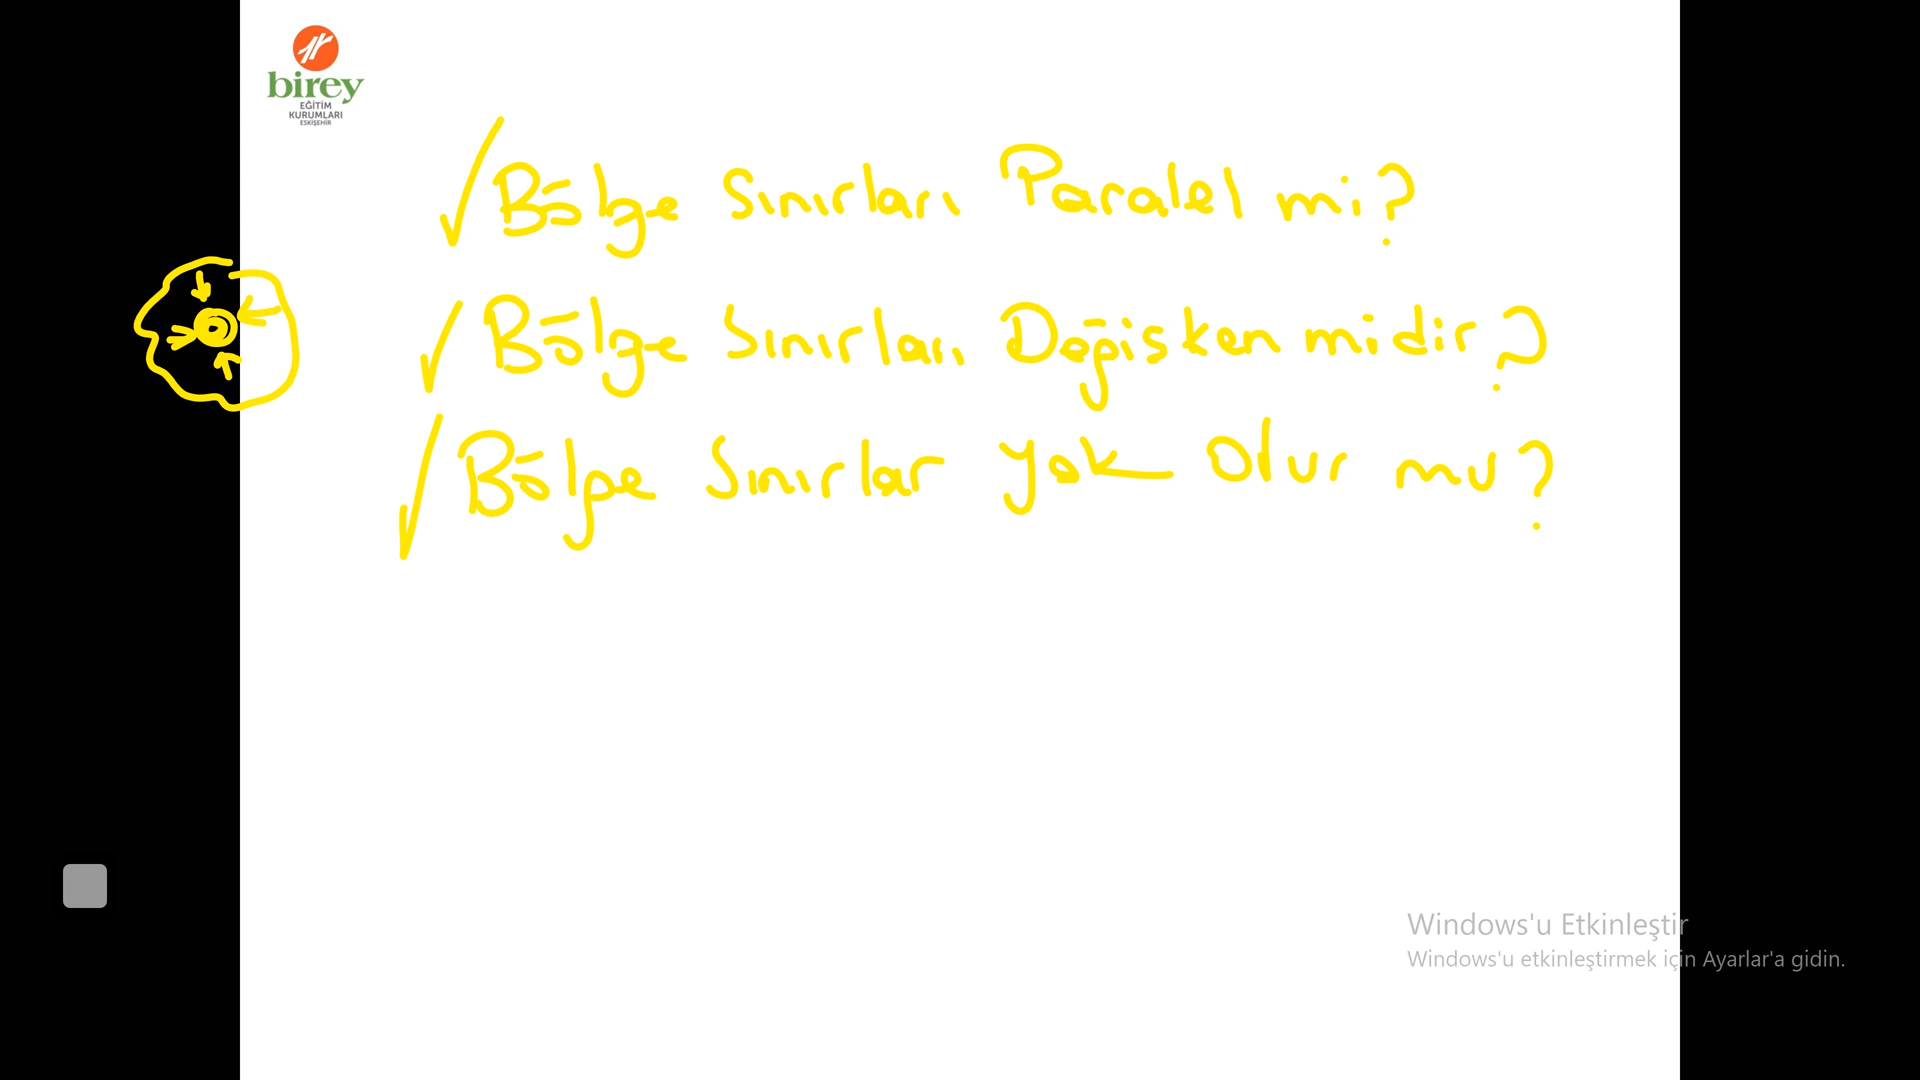 birey
EĞİTİM
KURUMLARI
ESKİŞEHİR
Bölge Sınırları Paralel mi?
Bölge Sınırları Değişken midir?
Bölge Sınırlar yok Olur mu?
Windows'u Etkinleştir
Windows'u etkinleştirmek için Ayarlar'a gidin.